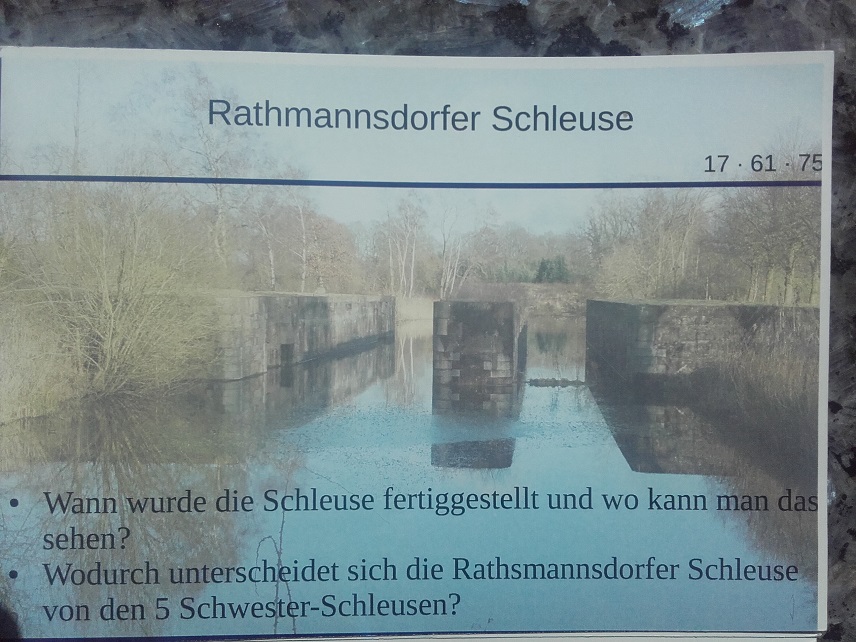 Rathmannsdorfer Schleuse
17 · 61 · 75
• Wann wurde die Schleuse fertiggestellt und wo kann man das
sehen?
• Wodurch unterscheidet sich die Rathsmannsdorfer Schleuse
von den 5 Schwester-Schleusen?